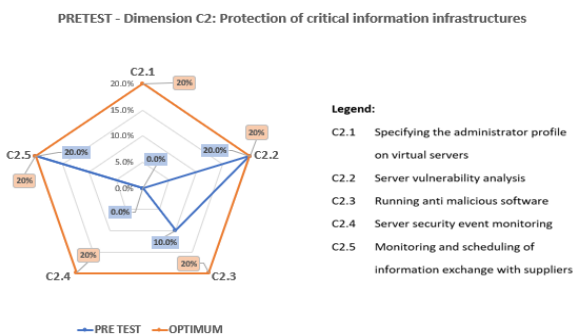 PRETEST - Dimension C2: Protection of critical information infrastructures
C2.1
20.0%
20%
15.0%
10.0%
5.0%
0.0%
C2.5
20.0%
20%
0.0%
20.0%
20%
C2.2
0.0%
10.0%
20%
C2.4
20%
C2.3
PRE TEST
OPTIMUM
Legend:
C2.1 Specifying the administrator profile
on virtual servers
C2.2 Server vulnerability analysis
C2.3 Running anti malicious software
C2.4 Server security event monitoring
C2.5 Monitoring and scheduling of
information exchange with suppliers